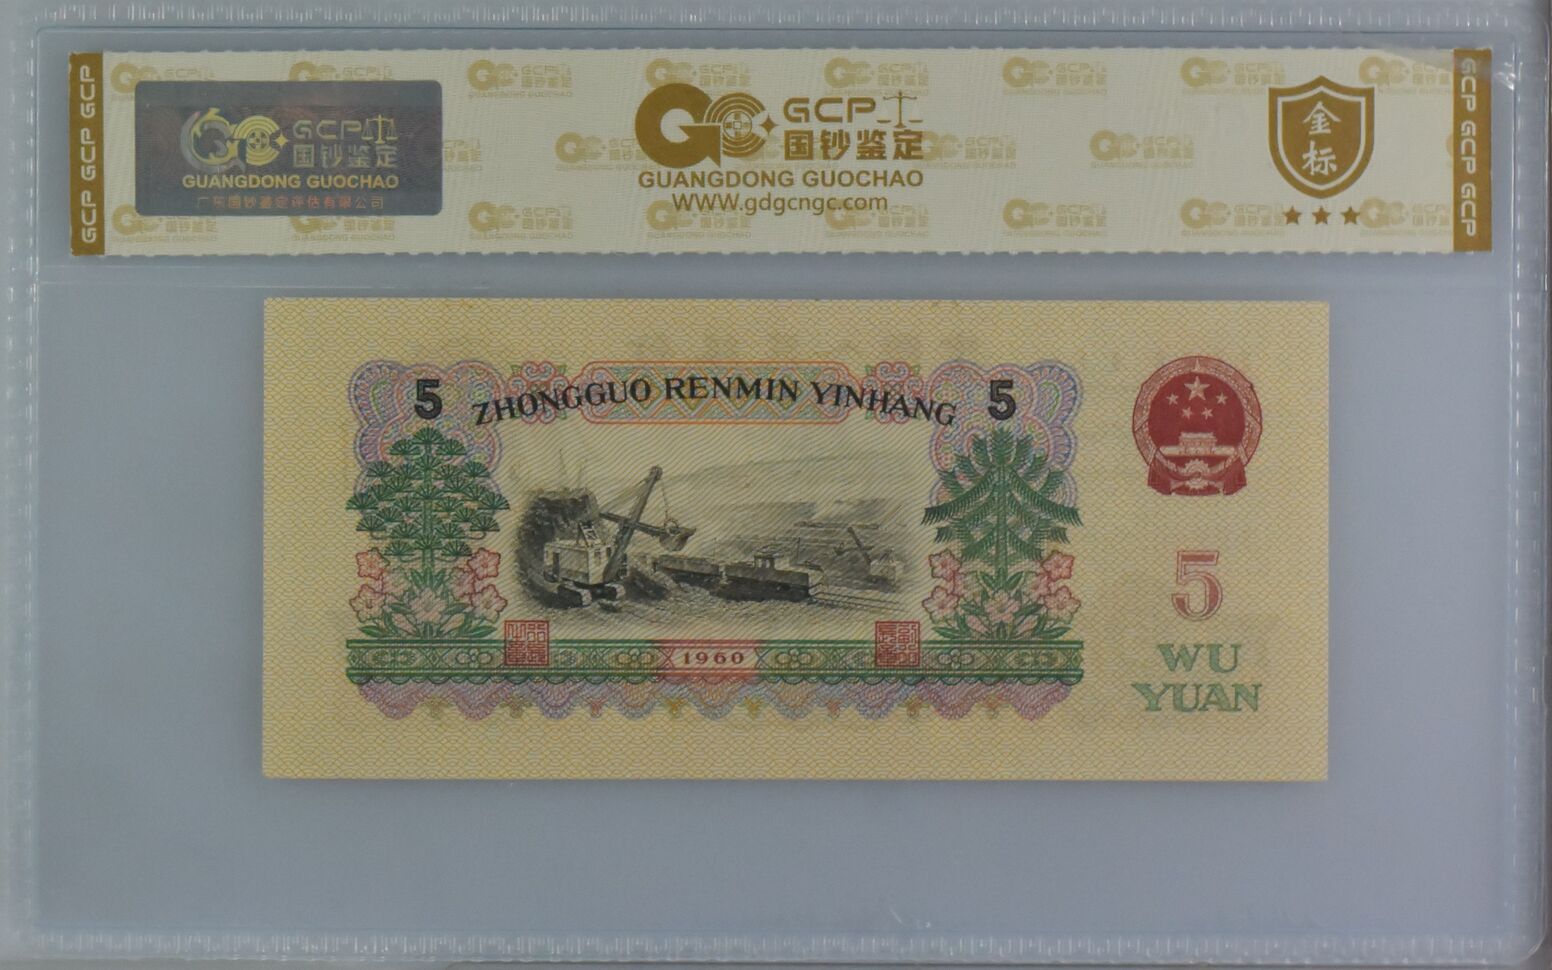 GCP GCP GCP
GCP
国钞鉴定
GUANGDONG GUOCHAO
广东国钞鉴定评估有限公司
GCP
国钞鉴定
GUANGDONG GUOCHAO
WWW.gdgcngc.com
金
标
GCP GCP GCP
5 ZHONGGUO RENMIN YINHANG 5
1960
5
WU
YUAN